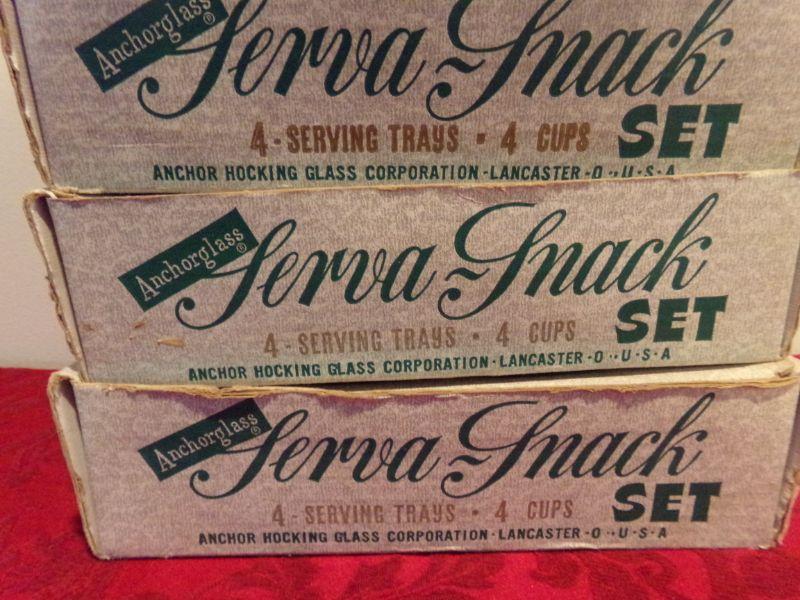 Anchorglass
Serva-Snack
SET
4-SERVING TRAYS • 4 CUPS
ANCHOR HOCKING GLASS CORPORATION-LANCASTER-O··U·S·A
Anchorglass®
Serva-Snack
SET
4-SERVING TRAYS • 4 CUPS
ANCHOR HOCKING GLASS CORPORATION·LANCASTER-O··U·S·A
Anchorglass®
Serva-Snack
SET
4-SERVING TRAYS • 4 CUPS
ANCHOR HOCKING GLASS CORPORATION·LANCASTER-O··U·S·A